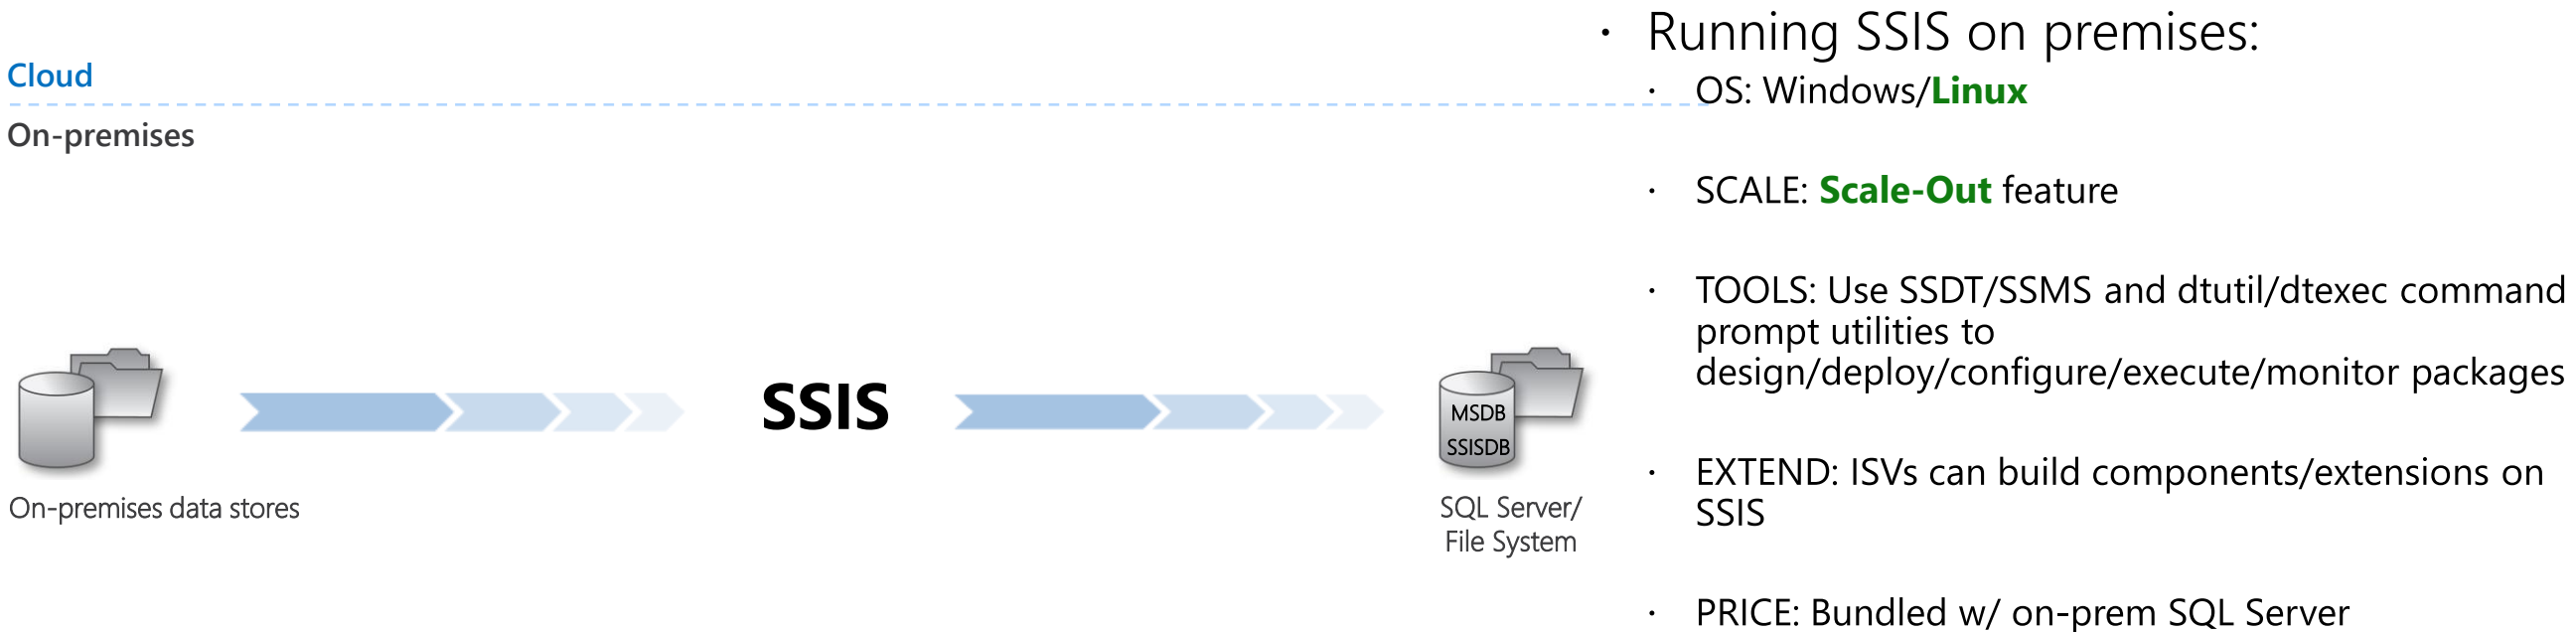 Cloud
On-premises
SSIS
MSDB
SSISDB
On-premises data stores
SQL Server/
File System
· Running SSIS on premises:
· OS: Windows/Linux
· SCALE: Scale-Out feature
· TOOLS: Use SSDT/SSMS and dtutil/dtexec command
prompt utilities to
design/deploy/configure/execute/monitor packages
· EXTEND: ISVs can build components/extensions on
SSIS
· PRICE: Bundled w/ on-prem SQL Server